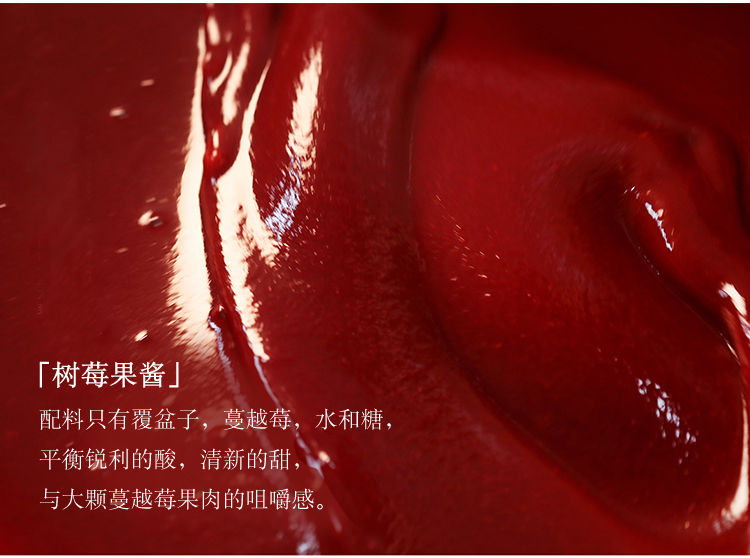 「树莓果酱」
配料只有覆盆子，蔓越莓，水和糖，
平衡锐利的酸，清新的甜，
与大颗蔓越莓果肉的咀嚼感。